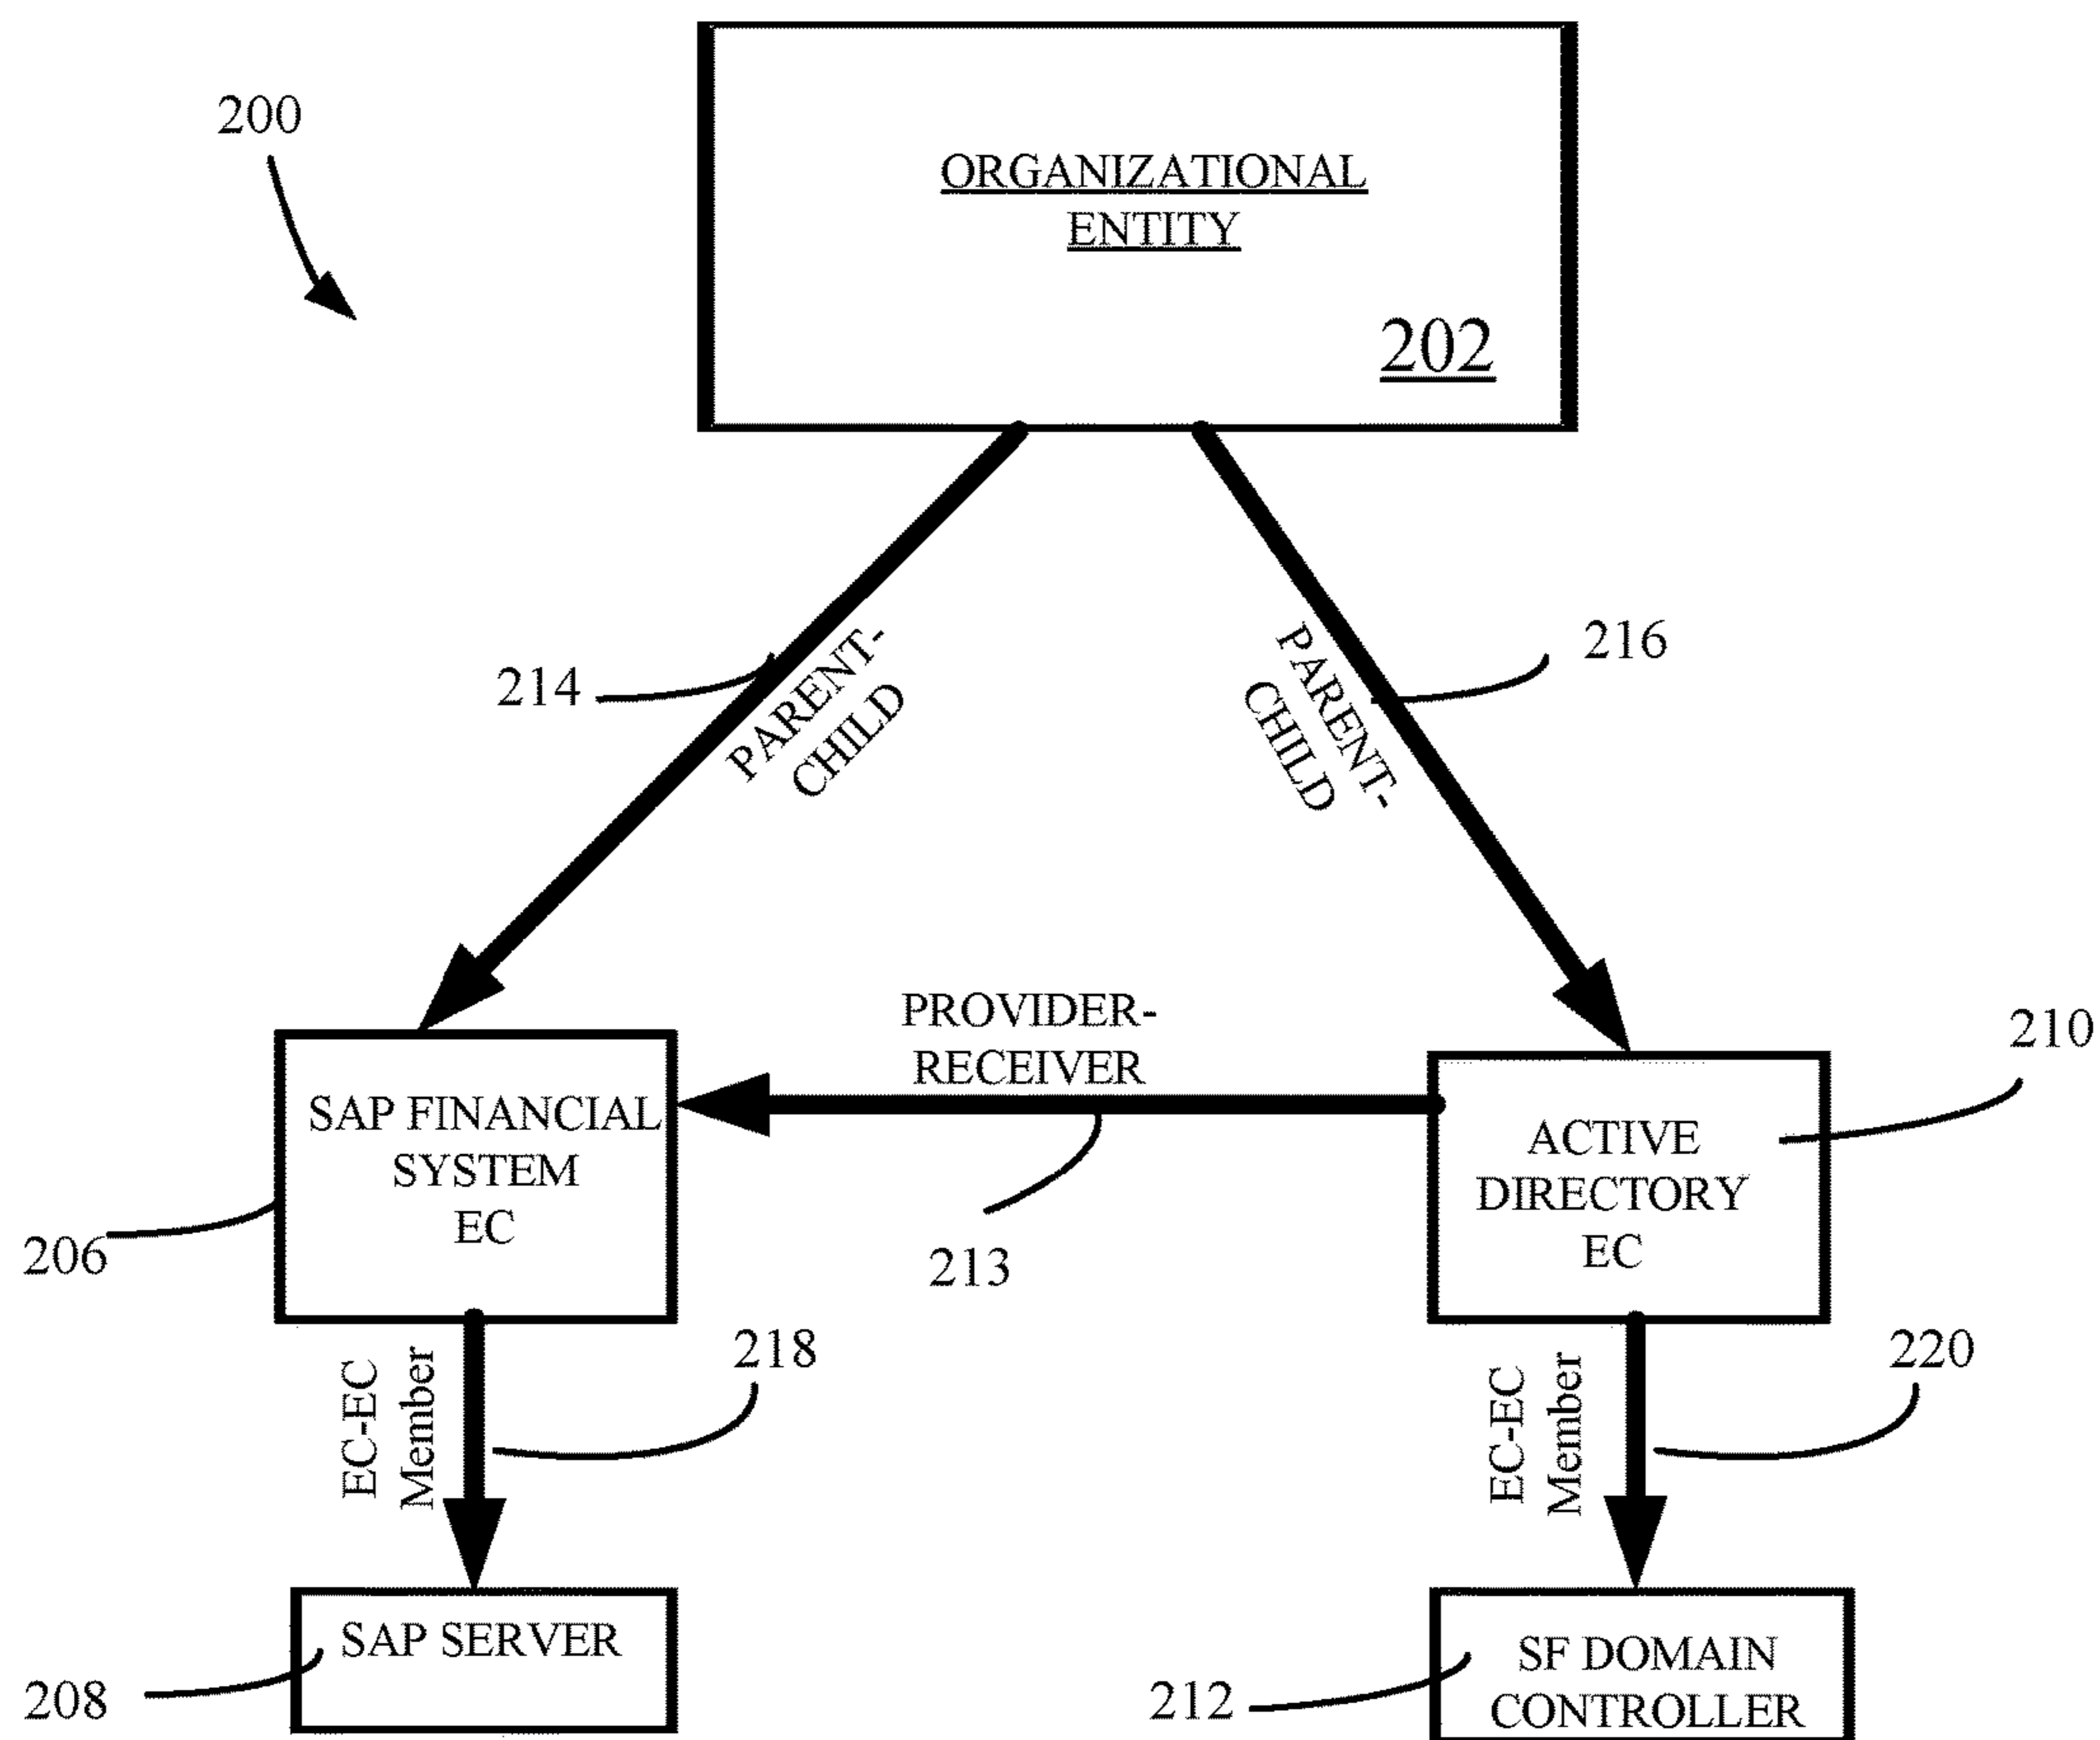 200
ORGANIZATIONAL
ENTITY
202
214
PARENT-
CHILD
PARENT-
CHILD
216
PROVIDER-
RECEIVER
213
SAP FINANCIAL
SYSTEM
EC
206
ACTIVE
DIRECTORY
EC
210
EC-EC
Member
218
EC-EC
Member
220
SAP SERVER
208
SF DOMAIN
CONTROLLER
212